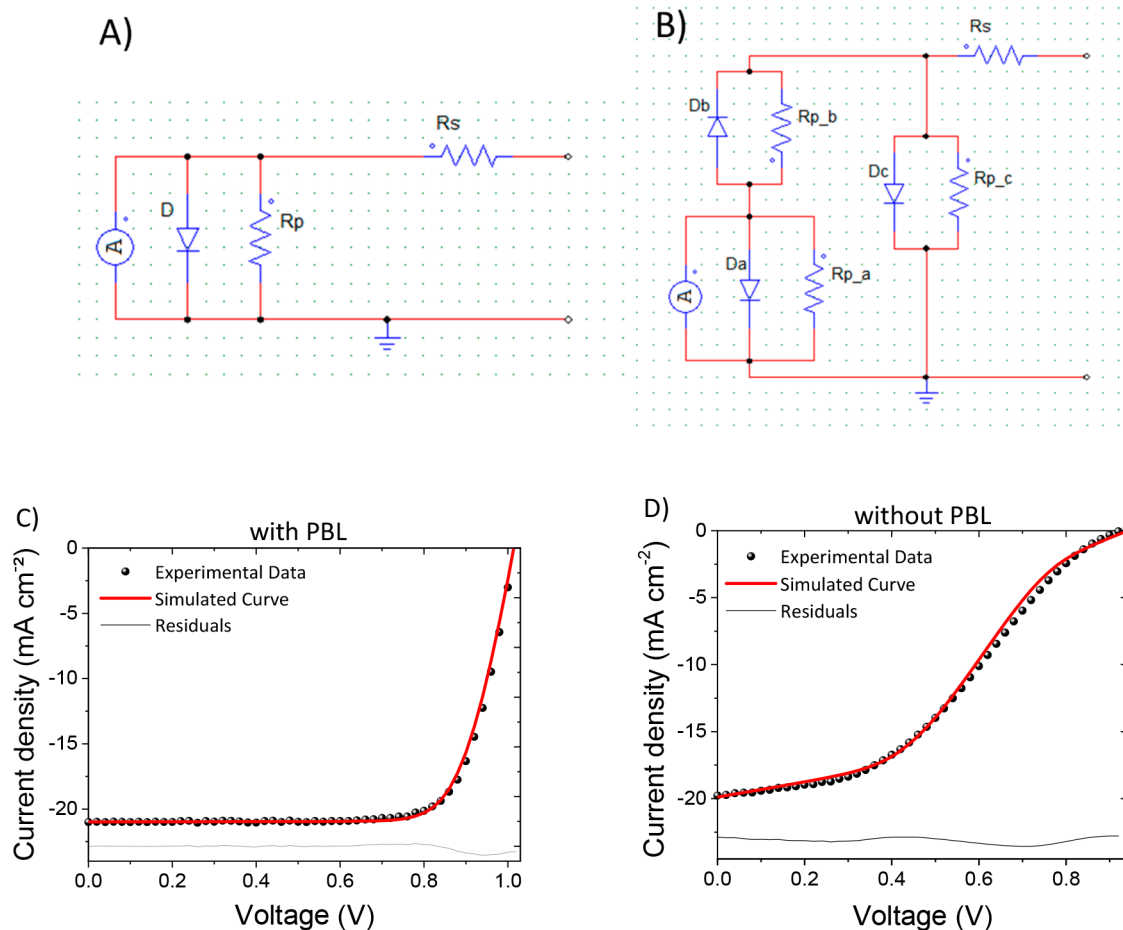 A)
Rs
D
Rp
A
B)
Rs
Db
Rp_b
Dc
Rp_c
Da
Rp_a
A
C)
with PBL
Experimental Data
Simulated Curve
Residuals
0
-5
-10
-15
-20
Current density (mA cm⁻²)
0.0 0.2 0.4 0.6 0.8 1.0
Voltage (V)
D)
without PBL
Experimental Data
Simulated Curve
Residuals
0
-5
-10
-15
-20
Current density (mA cm⁻²)
0.0 0.2 0.4 0.6 0.8
Voltage (V)